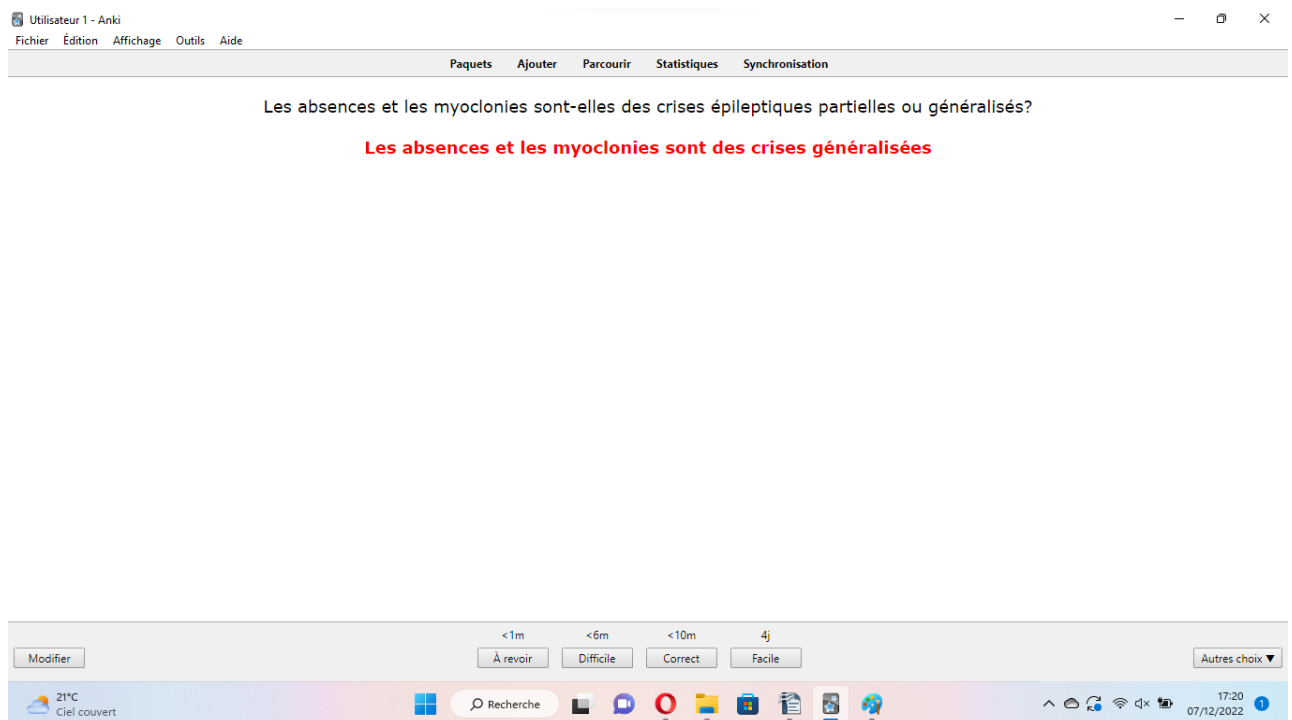 Utilisateur 1 - Anki
Fichier Édition Affichage Outils Aide
Paquets Ajouter Parcourir Statistiques Synchronisation
Les absences et les myoclonies sont-elles des crises épileptiques partielles ou généralisés?
Les absences et les myoclonies sont des crises généralisées
<1m <6m <10m 4j
Modifier À revoir Difficile Correct Facile Autres choix ▼
21°C
Ciel couvert
Recherche
17:20
07/12/2022
1